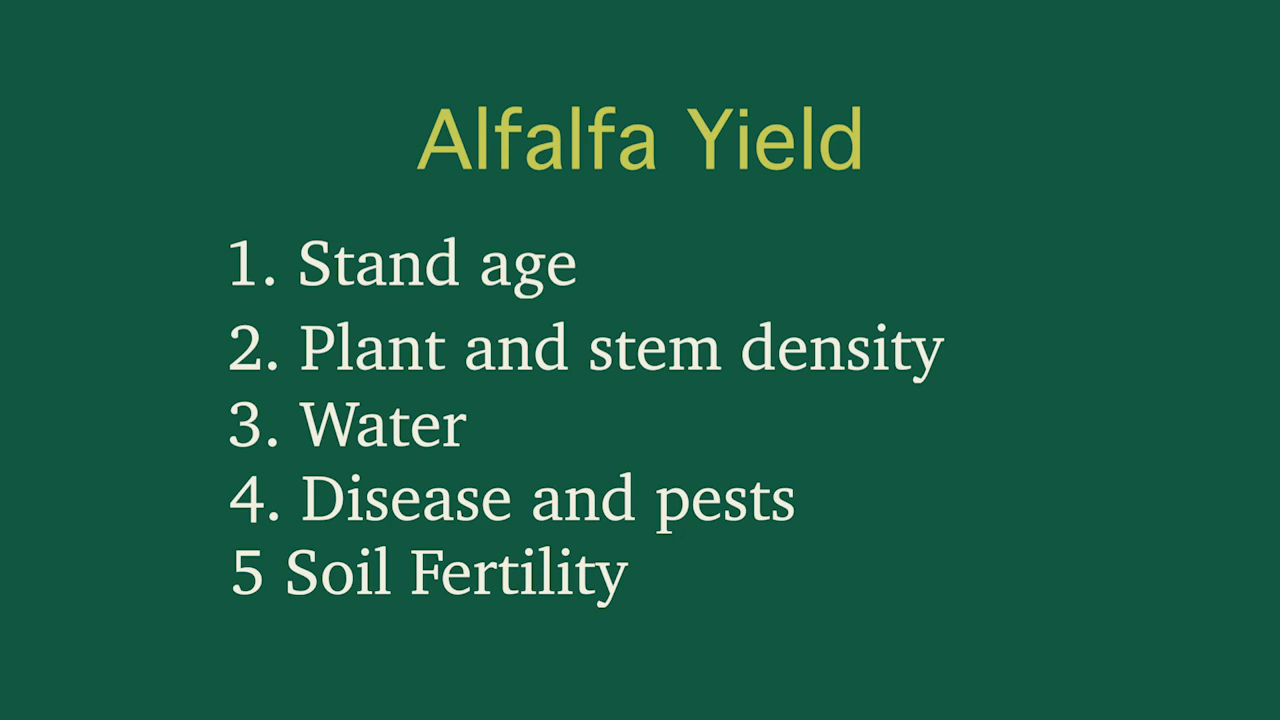 Alfalfa Yield
1. Stand age
2. Plant and stem density
3. Water
4. Disease and pests
5 Soil Fertility